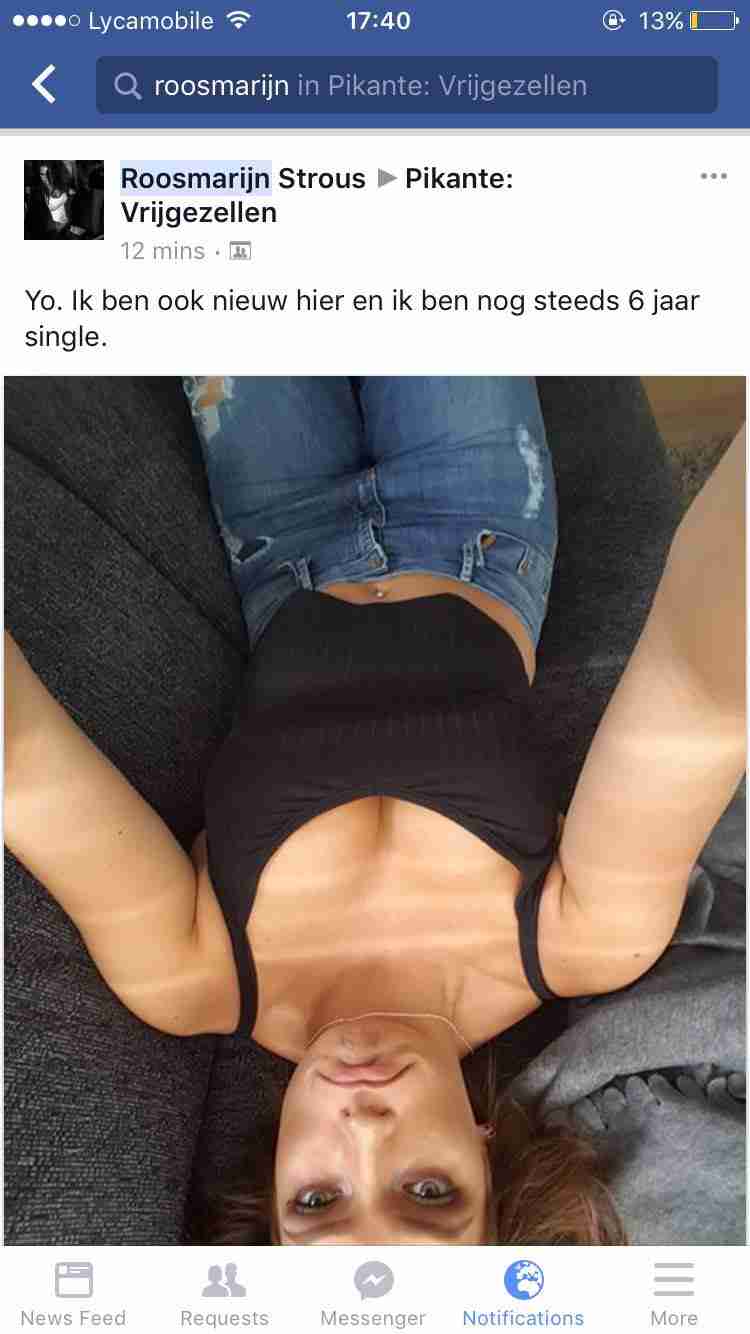 Lycamobile 17:40 13%
roosmarijn in Pikante: Vrijgezellen
Roosmarijn Strous ▶ Pikante:
Vrijgezellen
12 mins ·
Yo. Ik ben ook nieuw hier en ik ben nog steeds 6 jaar
single.
News Feed Requests Messenger Notifications More